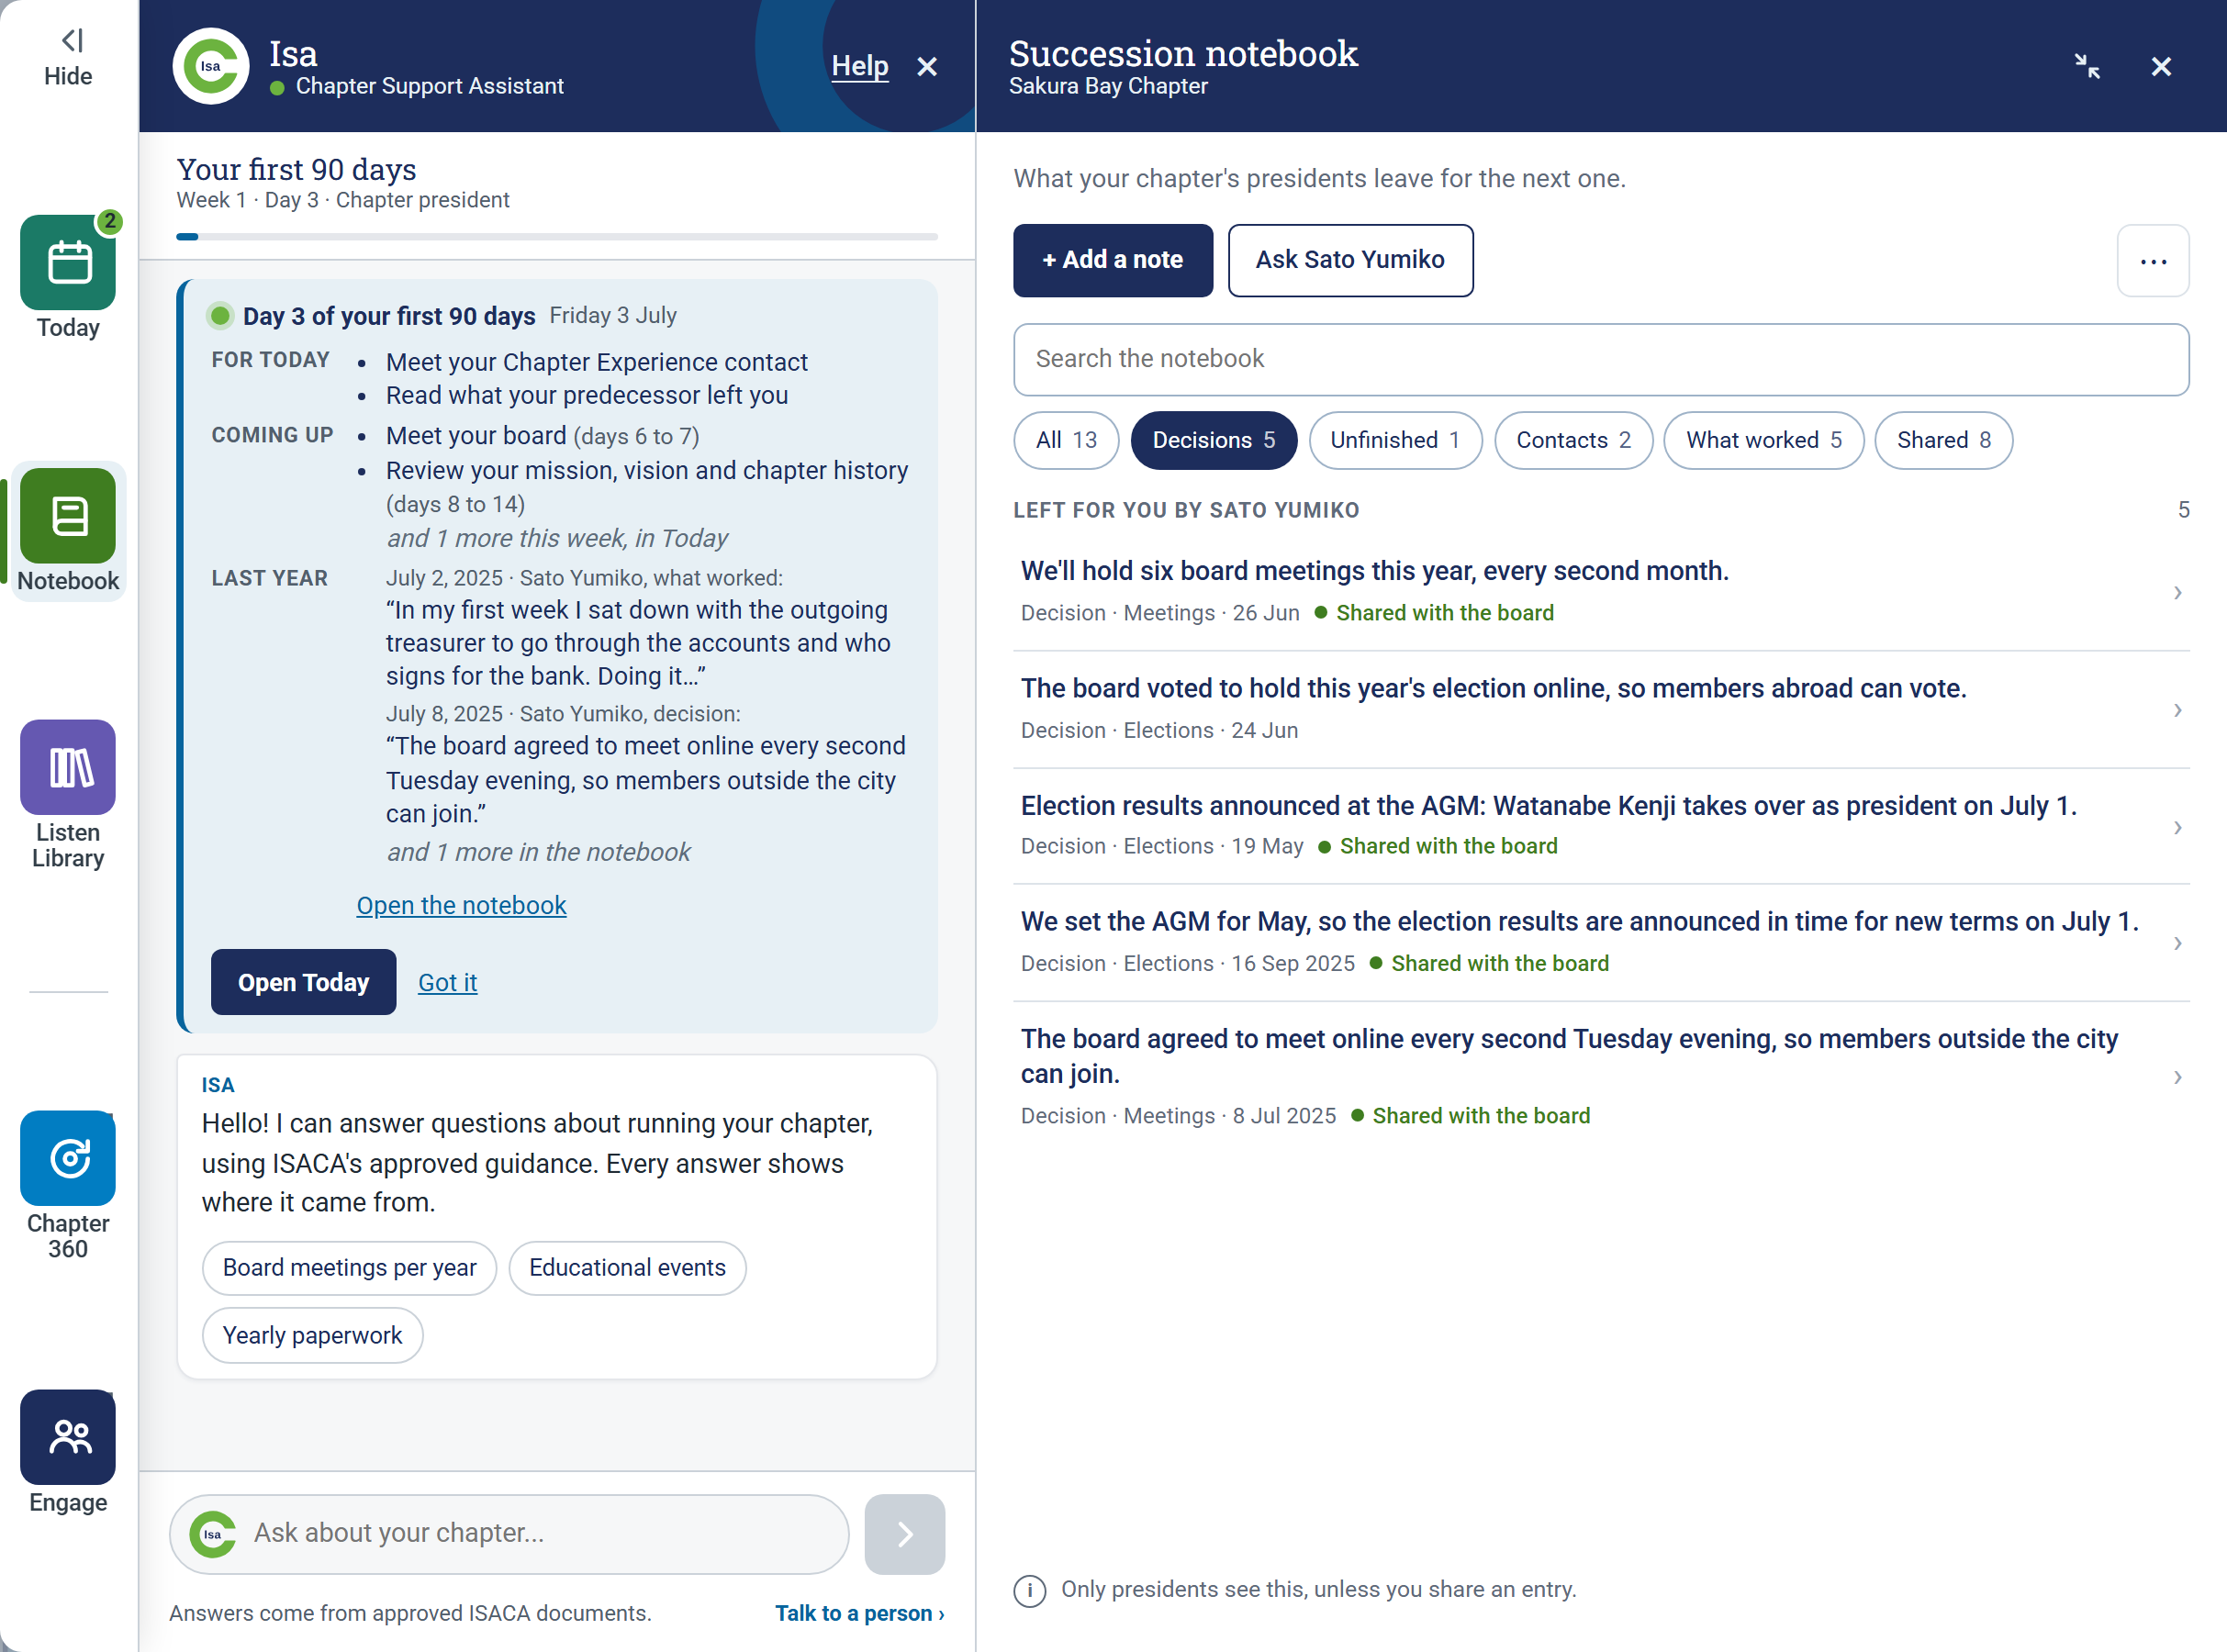 Hide
2
Today
Notebook
Listen
Library
Chapter
360
Engage
Isa
Isa
Chapter Support Assistant
Help
Your first 90 days
Week 1 · Day 3 · Chapter president
Day 3 of your first 90 days Friday 3 July
FOR TODAY • Meet your Chapter Experience contact
• Read what your predecessor left you
COMING UP • Meet your board (days 6 to 7)
• Review your mission, vision and chapter history
(days 8 to 14)
and 1 more this week, in Today
LAST YEAR July 2, 2025 · Sato Yumiko, what worked:
“In my first week I sat down with the outgoing
treasurer to go through the accounts and who
signs for the bank. Doing it…”
July 8, 2025 · Sato Yumiko, decision:
“The board agreed to meet online every second
Tuesday evening, so members outside the city
can join.”
and 1 more in the notebook
Open the notebook
Open Today Got it
ISA
Hello! I can answer questions about running your chapter,
using ISACA's approved guidance. Every answer shows
where it came from.
Board meetings per year Educational events
Yearly paperwork
Isa Ask about your chapter...
Answers come from approved ISACA documents. Talk to a person ›
Succession notebook
Sakura Bay Chapter
What your chapter's presidents leave for the next one.
+ Add a note Ask Sato Yumiko ...
Search the notebook
All 13 Decisions 5 Unfinished 1 Contacts 2 What worked 5 Shared 8
LEFT FOR YOU BY SATO YUMIKO 5
We'll hold six board meetings this year, every second month.
Decision · Meetings · 26 Jun Shared with the board
The board voted to hold this year's election online, so members abroad can vote.
Decision · Elections · 24 Jun
Election results announced at the AGM: Watanabe Kenji takes over as president on July 1.
Decision · Elections · 19 May Shared with the board
We set the AGM for May, so the election results are announced in time for new terms on July 1.
Decision · Elections · 16 Sep 2025 Shared with the board
The board agreed to meet online every second Tuesday evening, so members outside the city
can join.
Decision · Meetings · 8 Jul 2025 Shared with the board
i Only presidents see this, unless you share an entry.